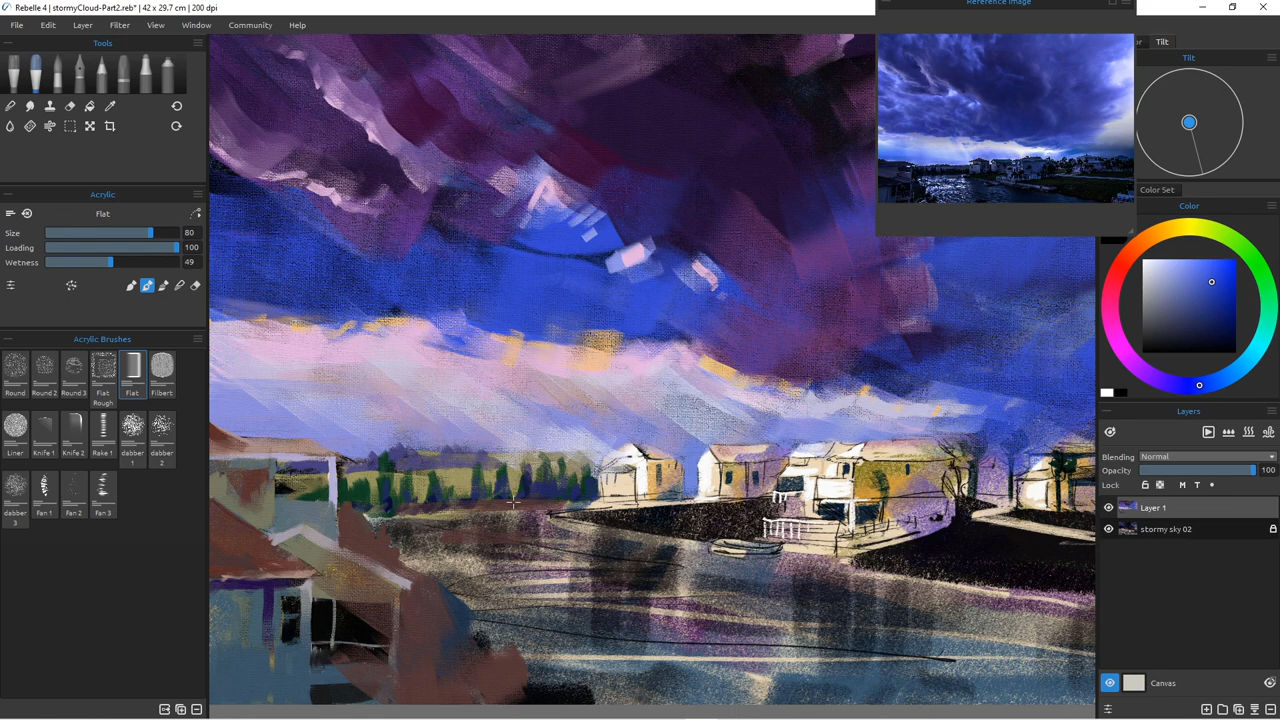 Rebelle 4 | stormyCloud-Part2.reb* | 42 x 29.7 cm | 200 dpi
File Edit Layer Filter View Window Community Help
Reference Image
Tools
Tilt
Tilt
Acrylic
Flat
Size 80
Loading 100
Wetness 49
Color Set
Color
Acrylic Brushes
Round Round 2 Round 3 Flat Rough Flat Filbert
Liner Knife 1 Knife 2 Rake 1 dabber 1 dabber 2
dabber 3 Fan 1 Fan 2 Fan 3
Layers
Blending Normal
Opacity 100
Lock M T
Layer 1
stormy sky 02
Canvas